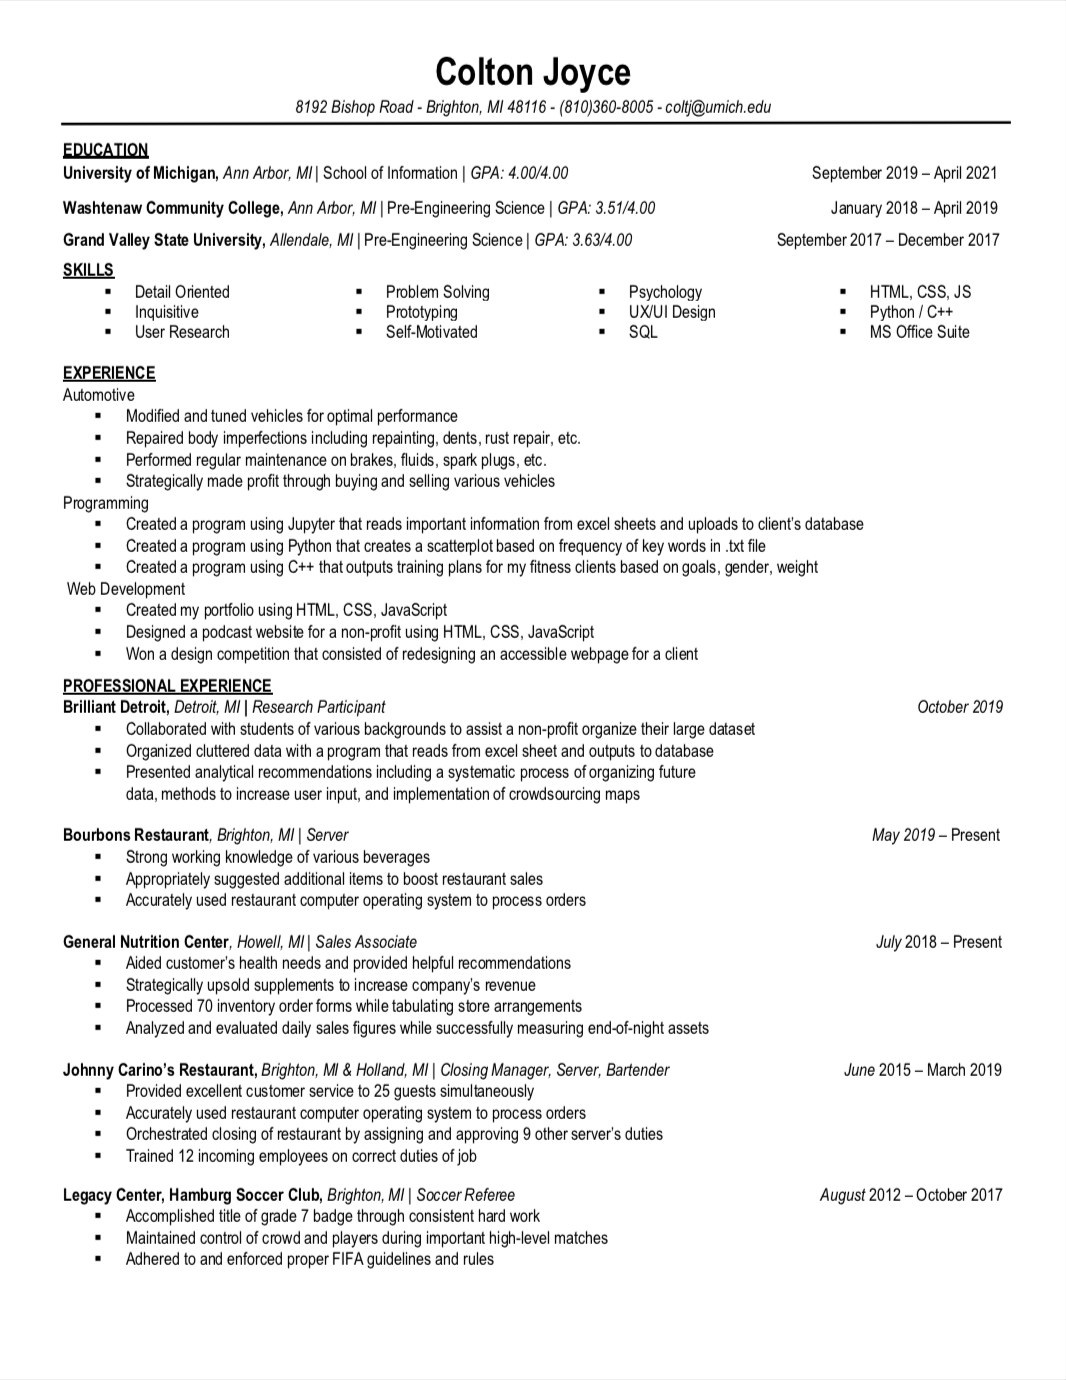 Colton Joyce
8192 Bishop Road - Brighton, MI 48116 - (810)360-8005 - coltj@umich.edu
EDUCATION
University of Michigan, Ann Arbor, MI | School of Information | GPA: 4.00/4.00 September 2019 – April 2021
Washtenaw Community College, Ann Arbor, MI | Pre-Engineering Science | GPA: 3.51/4.00 January 2018 – April 2019
Grand Valley State University, Allendale, MI | Pre-Engineering Science | GPA: 3.63/4.00 September 2017 – December 2017
SKILLS
▪ Detail Oriented ▪ Problem Solving ▪ Psychology ▪ HTML, CSS, JS
▪ Inquisitive ▪ Prototyping ▪ UX/UI Design ▪ Python / C++
▪ User Research ▪ Self-Motivated ▪ SQL ▪ MS Office Suite
EXPERIENCE
Automotive
▪ Modified and tuned vehicles for optimal performance
▪ Repaired body imperfections including repainting, dents, rust repair, etc.
▪ Performed regular maintenance on brakes, fluids, spark plugs, etc.
▪ Strategically made profit through buying and selling various vehicles
Programming
▪ Created a program using Jupyter that reads important information from excel sheets and uploads to client's database
▪ Created a program using Python that creates a scatterplot based on frequency of key words in .txt file
▪ Created a program using C++ that outputs training plans for my fitness clients based on goals, gender, weight
Web Development
▪ Created my portfolio using HTML, CSS, JavaScript
▪ Designed a podcast website for a non-profit using HTML, CSS, JavaScript
▪ Won a design competition that consisted of redesigning an accessible webpage for a client
PROFESSIONAL EXPERIENCE
Brilliant Detroit, Detroit, MI | Research Participant October 2019
▪ Collaborated with students of various backgrounds to assist a non-profit organize their large dataset
▪ Organized cluttered data with a program that reads from excel sheet and outputs to database
▪ Presented analytical recommendations including a systematic process of organizing future
data, methods to increase user input, and implementation of crowdsourcing maps
Bourbons Restaurant, Brighton, MI | Server May 2019 – Present
▪ Strong working knowledge of various beverages
▪ Appropriately suggested additional items to boost restaurant sales
▪ Accurately used restaurant computer operating system to process orders
General Nutrition Center, Howell, MI | Sales Associate July 2018 – Present
▪ Aided customer's health needs and provided helpful recommendations
▪ Strategically upsold supplements to increase company's revenue
▪ Processed 70 inventory order forms while tabulating store arrangements
▪ Analyzed and evaluated daily sales figures while successfully measuring end-of-night assets
Johnny Carino's Restaurant, Brighton, MI & Holland, MI | Closing Manager, Server, Bartender June 2015 – March 2019
▪ Provided excellent customer service to 25 guests simultaneously
▪ Accurately used restaurant computer operating system to process orders
▪ Orchestrated closing of restaurant by assigning and approving 9 other server's duties
▪ Trained 12 incoming employees on correct duties of job
Legacy Center, Hamburg Soccer Club, Brighton, MI | Soccer Referee August 2012 – October 2017
▪ Accomplished title of grade 7 badge through consistent hard work
▪ Maintained control of crowd and players during important high-level matches
▪ Adhered to and enforced proper FIFA guidelines and rules